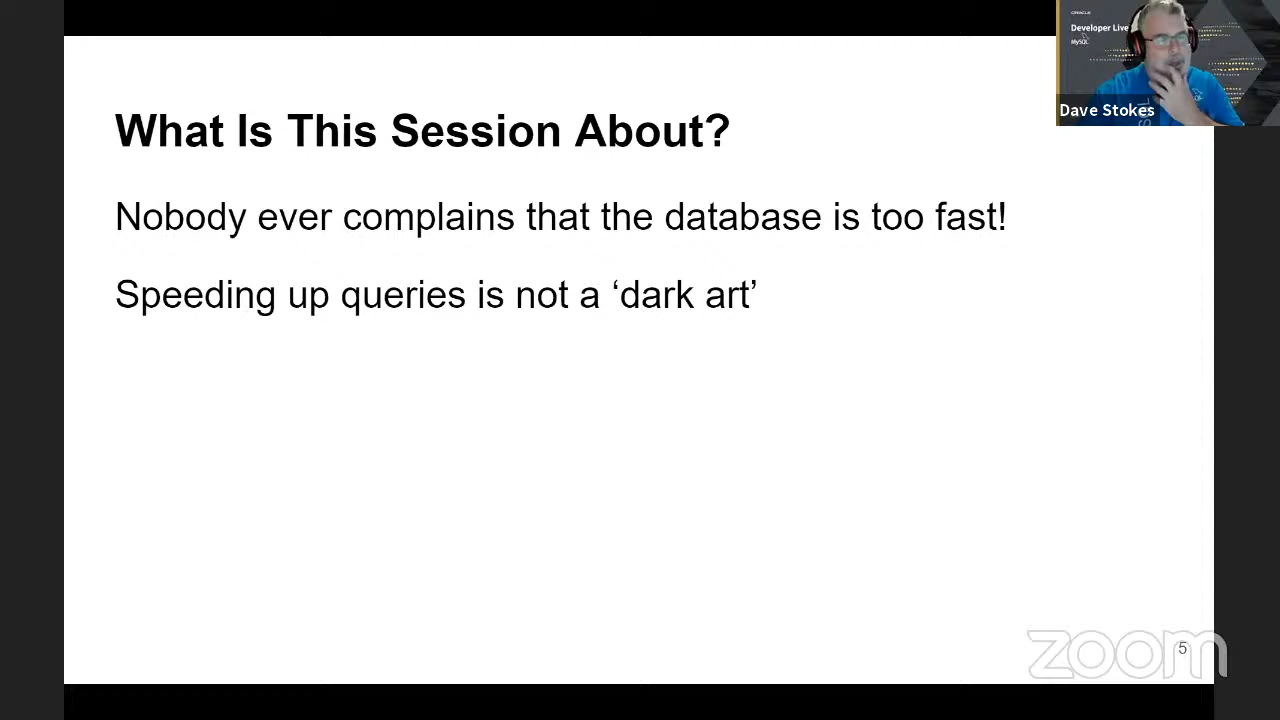 ORACLE
Developer Live
MySQL
Dave Stokes
What Is This Session About?
Nobody ever complains that the database is too fast!
Speeding up queries is not a ‘dark art’
zoom
5